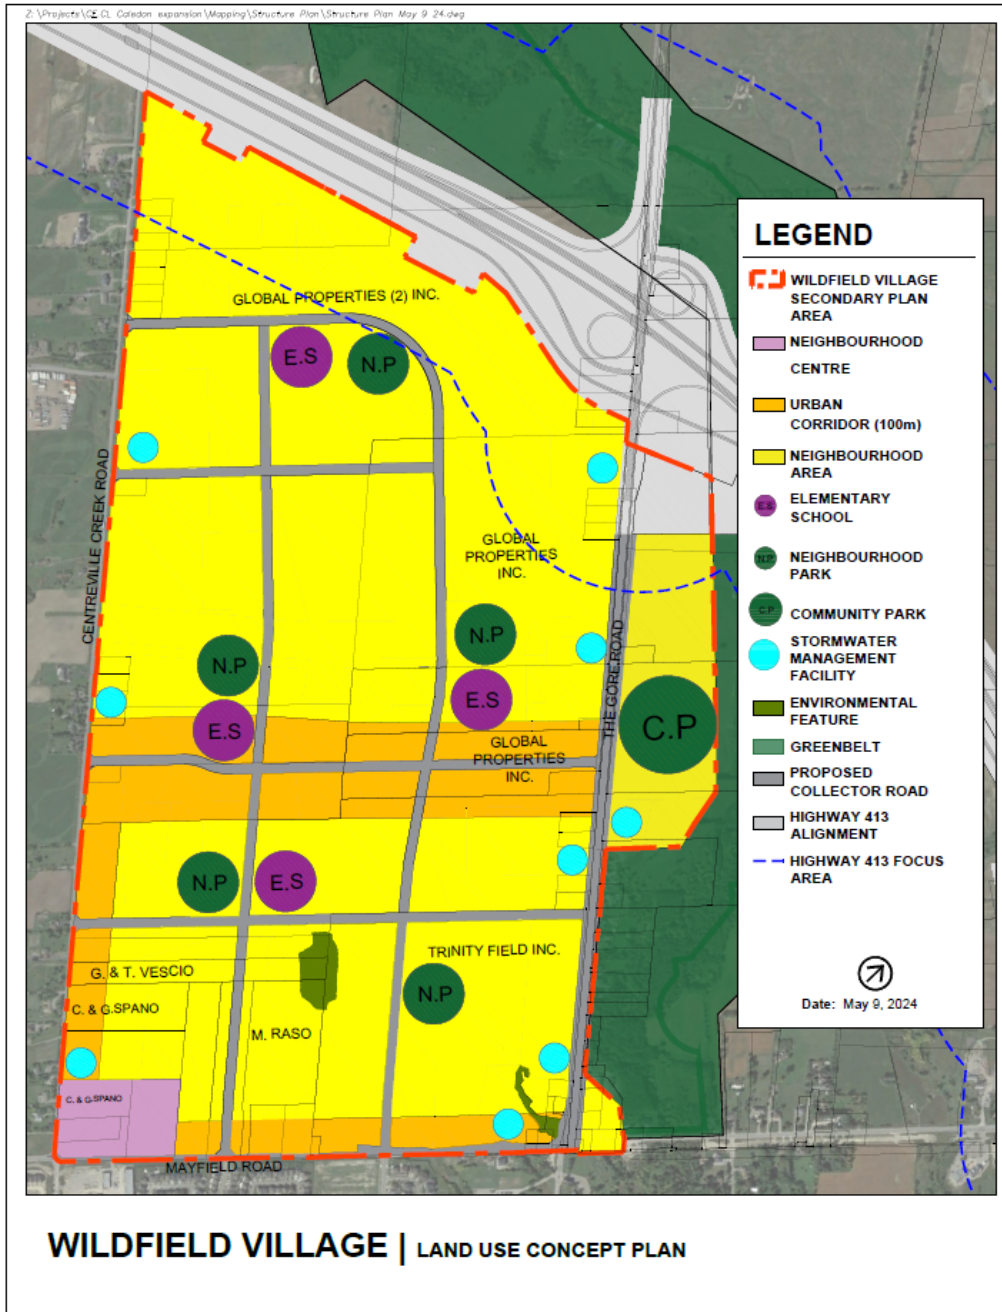 Z:\Projects\CE.CL Caledon expansion\Mapping\Structure Plan\Structure Plan May 9 24.dwg
GLOBAL PROPERTIES (2) INC.
E.S
N.P
CENTREVILLE CREEK ROAD
GLOBAL
PROPERTIES
INC.
N.P
N.P
E.S
E.S
THE GORE ROAD
C.P
GLOBAL
PROPERTIES
INC.
N.P
E.S
TRINITY FIELD INC.
G. & T. VESCIO
N.P
C. & G.SPANO
M. RASO
C. & G.SPANO
MAYFIELD ROAD
LEGEND
WILDFIELD VILLAGE
SECONDARY PLAN
AREA
NEIGHBOURHOOD
CENTRE
URBAN
CORRIDOR (100m)
NEIGHBOURHOOD
AREA
E.S
ELEMENTARY
SCHOOL
N.P
NEIGHBOURHOOD
PARK
C.P
COMMUNITY PARK
STORMWATER
MANAGEMENT
FACILITY
ENVIRONMENTAL
FEATURE
GREENBELT
PROPOSED
COLLECTOR ROAD
HIGHWAY 413
ALIGNMENT
HIGHWAY 413 FOCUS
AREA
Date: May 9, 2024
WILDFIELD VILLAGE | LAND USE CONCEPT PLAN